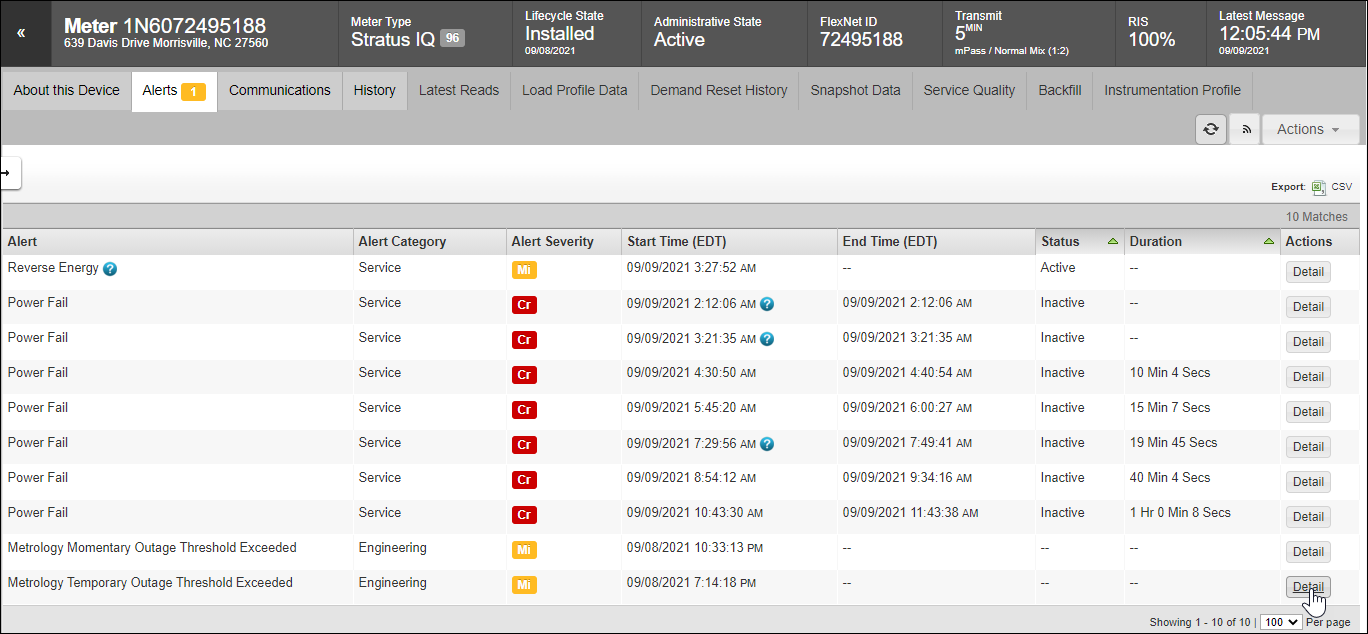 «
Meter 1N6072495188
639 Davis Drive Morrisville, NC 27560
Meter Type
Stratus IQ 96
Lifecycle State
Installed
09/08/2021
Administrative State
Active
FlexNet ID
72495188
Transmit
5MIN
mPass / Normal Mix (1:2)
RIS
100%
Latest Message
12:05:44 PM
09/09/2021
About this Device Alerts 1 Communications History Latest Reads Load Profile Data Demand Reset History Snapshot Data Service Quality Backfill Instrumentation Profile
Actions
Export: CSV
10 Matches
Alert Alert Category Alert Severity Start Time (EDT) End Time (EDT) Status Duration Actions
Reverse Energy ? Service Mi 09/09/2021 3:27:52 AM -- Active -- Detail
Power Fail Service Cr 09/09/2021 2:12:06 AM ? 09/09/2021 2:12:06 AM Inactive -- Detail
Power Fail Service Cr 09/09/2021 3:21:35 AM ? 09/09/2021 3:21:35 AM Inactive -- Detail
Power Fail Service Cr 09/09/2021 4:30:50 AM 09/09/2021 4:40:54 AM Inactive 10 Min 4 Secs Detail
Power Fail Service Cr 09/09/2021 5:45:20 AM 09/09/2021 6:00:27 AM Inactive 15 Min 7 Secs Detail
Power Fail Service Cr 09/09/2021 7:29:56 AM ? 09/09/2021 7:49:41 AM Inactive 19 Min 45 Secs Detail
Power Fail Service Cr 09/09/2021 8:54:12 AM 09/09/2021 9:34:16 AM Inactive 40 Min 4 Secs Detail
Power Fail Service Cr 09/09/2021 10:43:30 AM 09/09/2021 11:43:38 AM Inactive 1 Hr 0 Min 8 Secs Detail
Metrology Momentary Outage Threshold Exceeded Engineering Mi 09/08/2021 10:33:13 PM -- -- -- Detail
Metrology Temporary Outage Threshold Exceeded Engineering Mi 09/08/2021 7:14:18 PM -- -- -- Detail
Showing 1 - 10 of 10 | 100 Per page